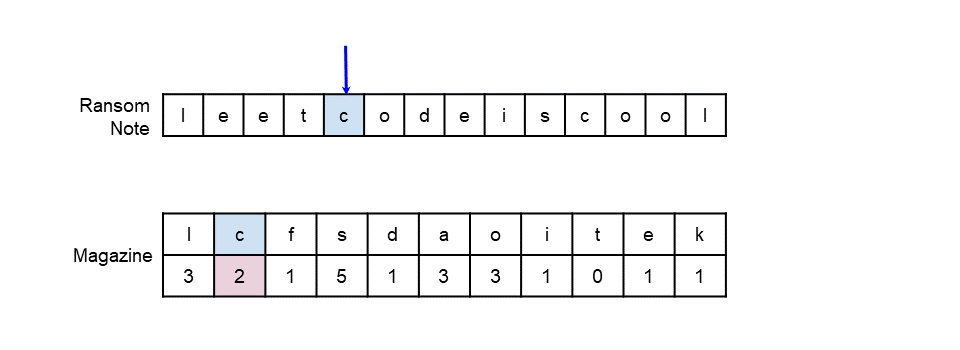 Ransom
Note
l e e t c o d e i s c o o l
Magazine
l c f s d a o i t e k
3 2 1 5 1 3 3 1 0 1 1